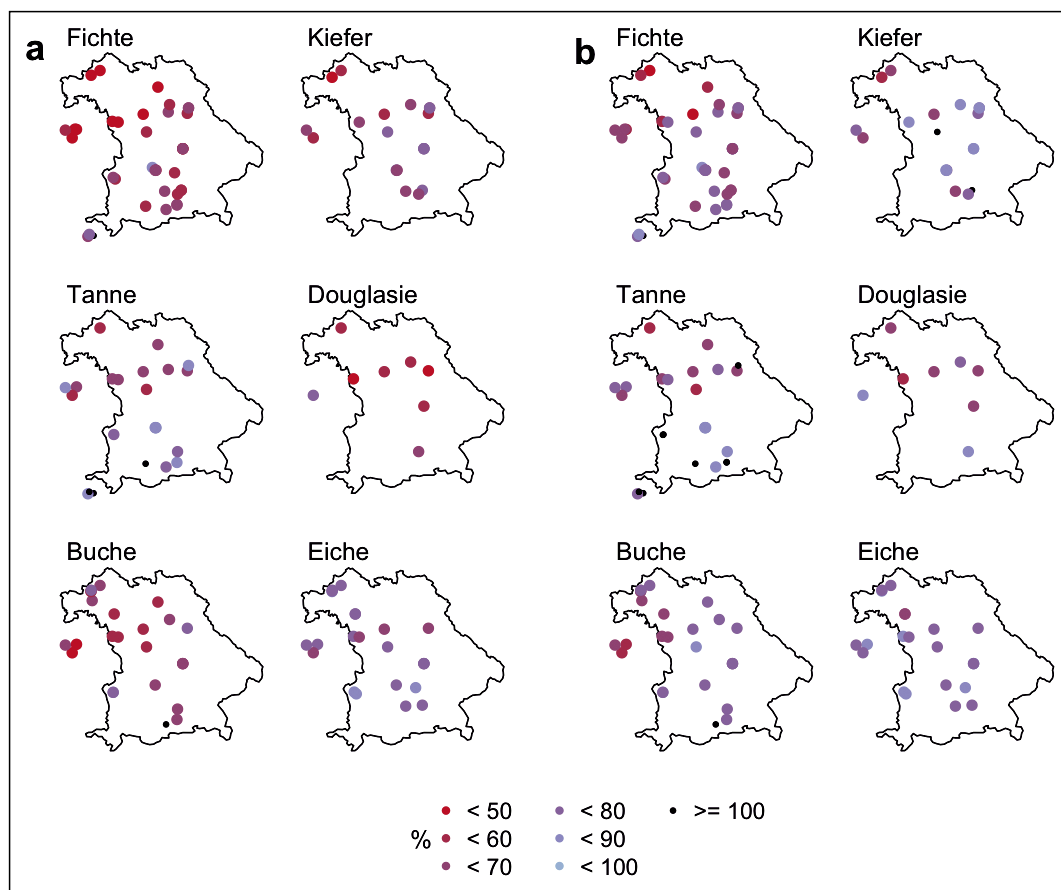 a
Fichte
Kiefer
b
Fichte
Kiefer
Tanne
Douglasie
Tanne
Douglasie
Buche
Eiche
Buche
Eiche
< 50
< 80
>= 100
%
< 60
< 90
< 70
< 100